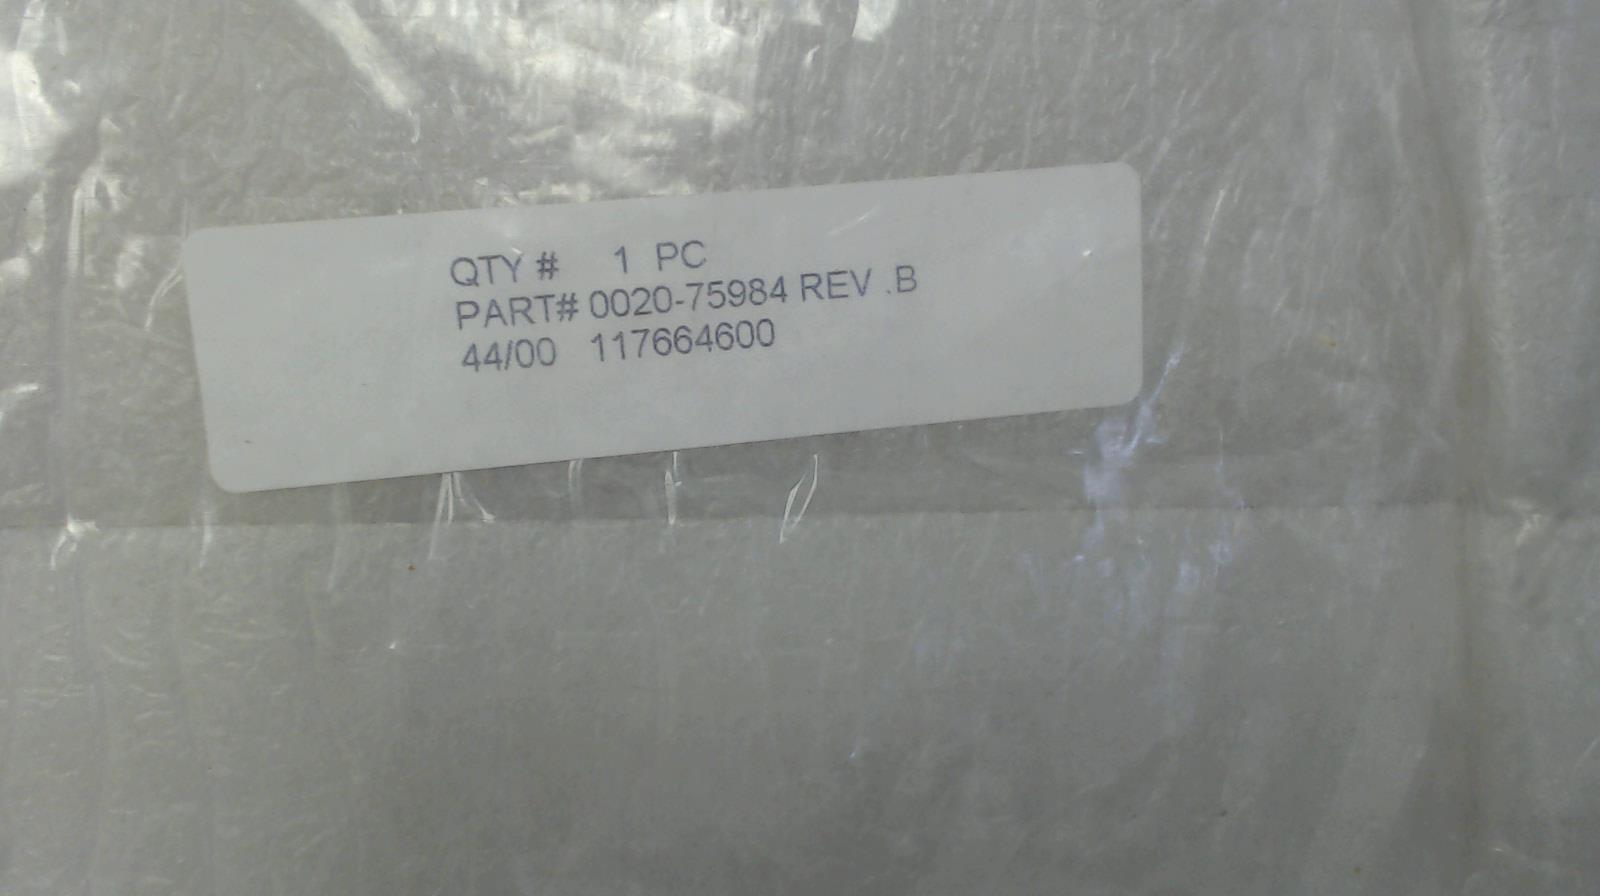 QTY # 1 PC
PART# 0020-75984 REV .B
44/00 117664600